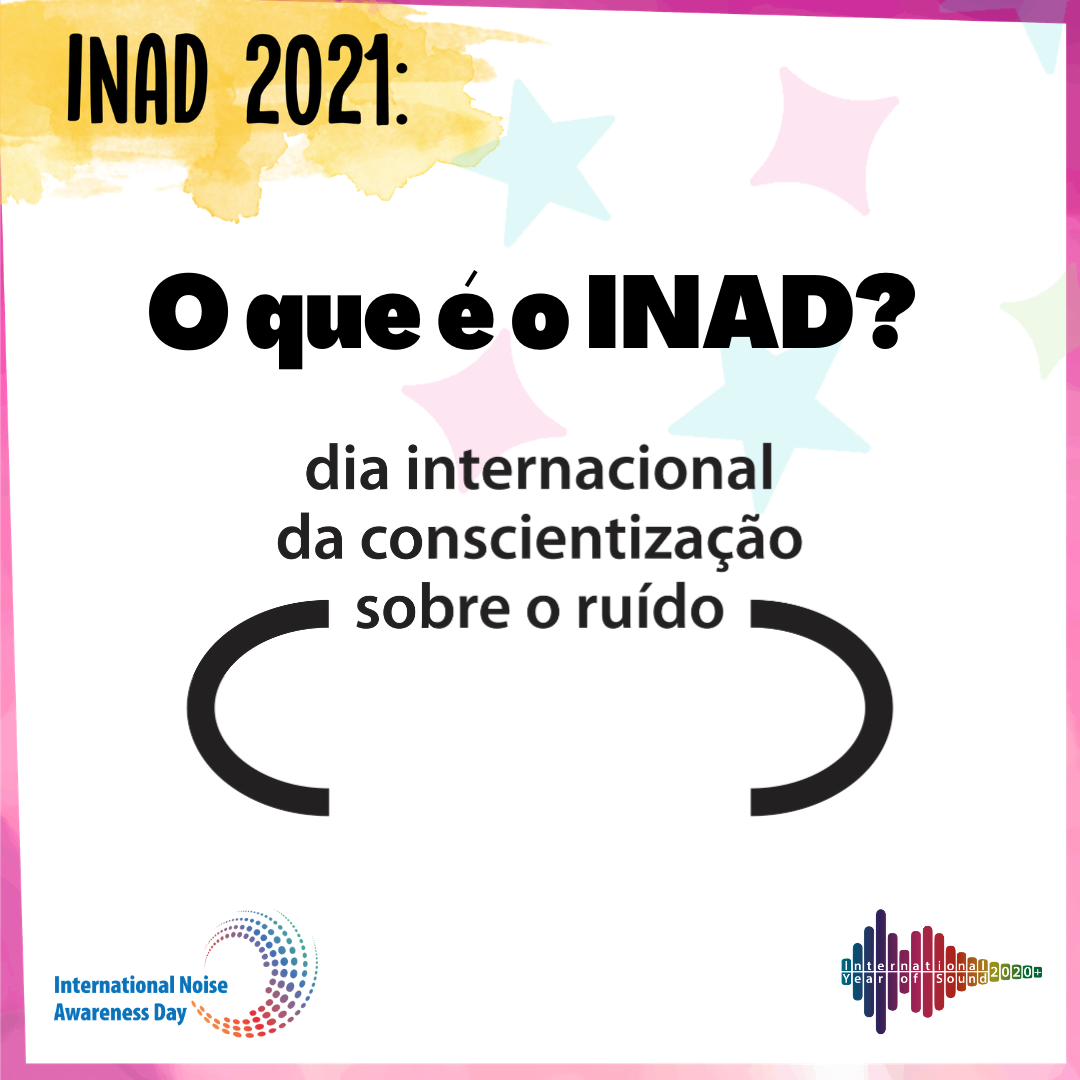 INAD 2021:
O que é o INAD?
dia internacional
da conscientização
sobre o ruído
International Noise
Awareness Day
International
Year of Sound 2020+